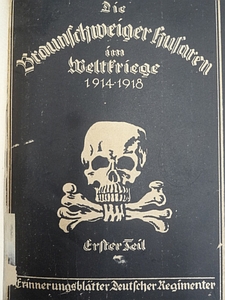 Die
Braunschweiger Husaren
im
Weltkriege
1914-1918
Erster Teil
Erinnerungsblätter Deutscher Regimenter